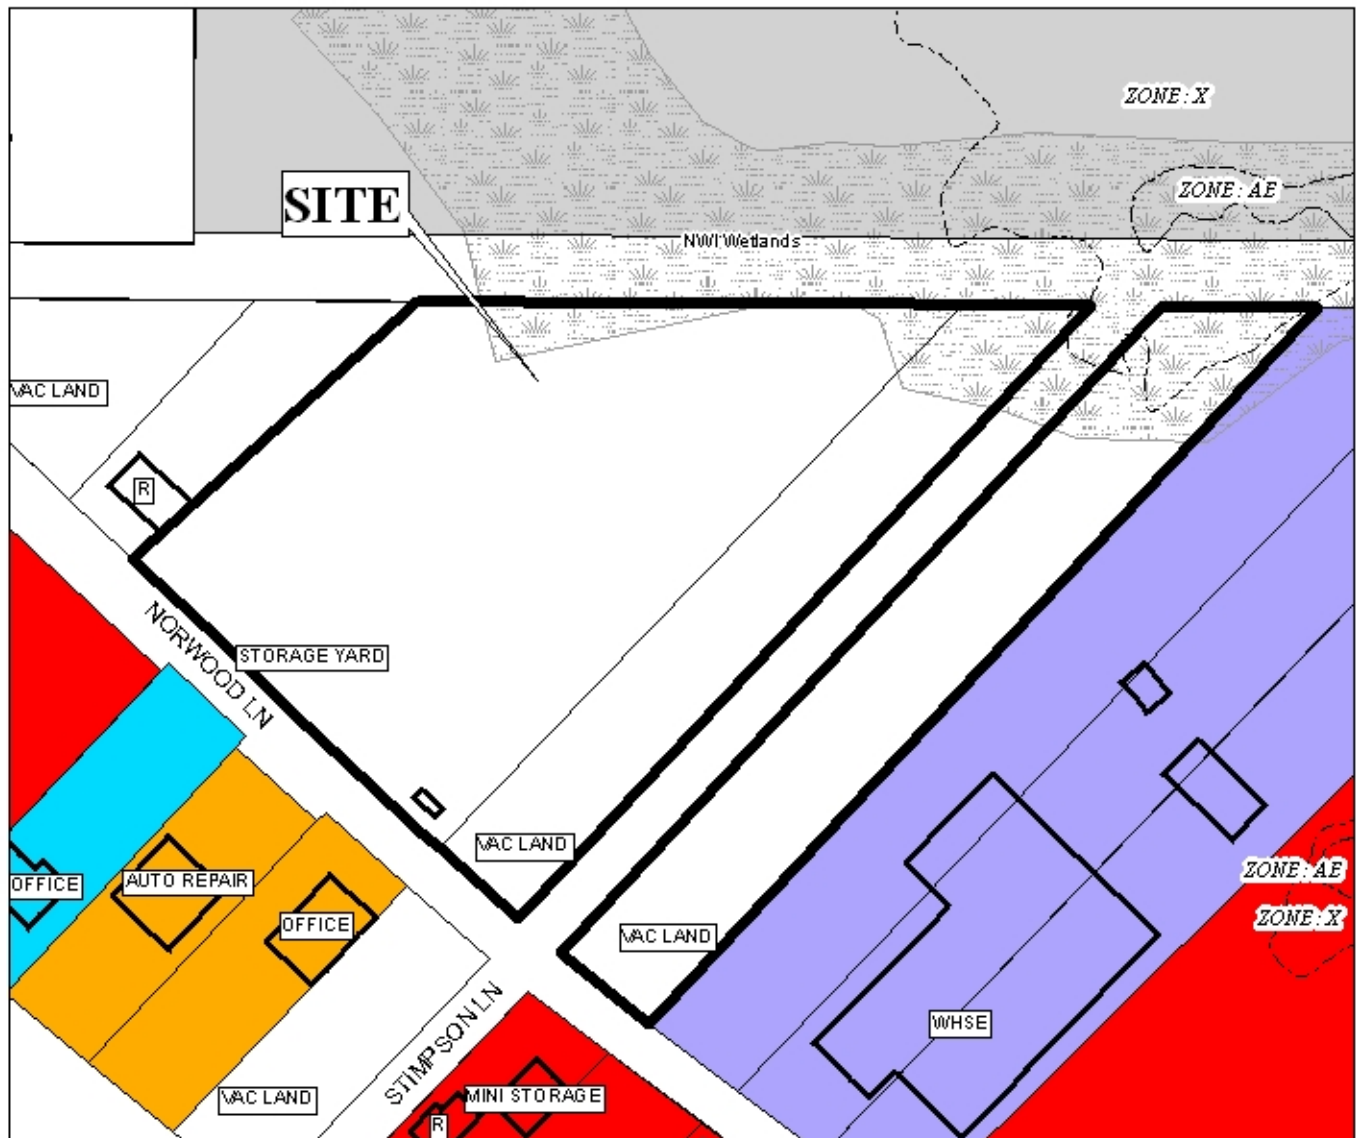 ZONE: X
ZONE: AE
SITE
NWI Wetlands
VAC LAND
R
NORWOOD LN
STORAGE YARD
VAC LAND
ZONE: AE
OFFICE
AUTO REPAIR
OFFICE
ZONE: X
VAC LAND
WHSE
STIMPSON LN
VAC LAND
MINI STORAGE
R